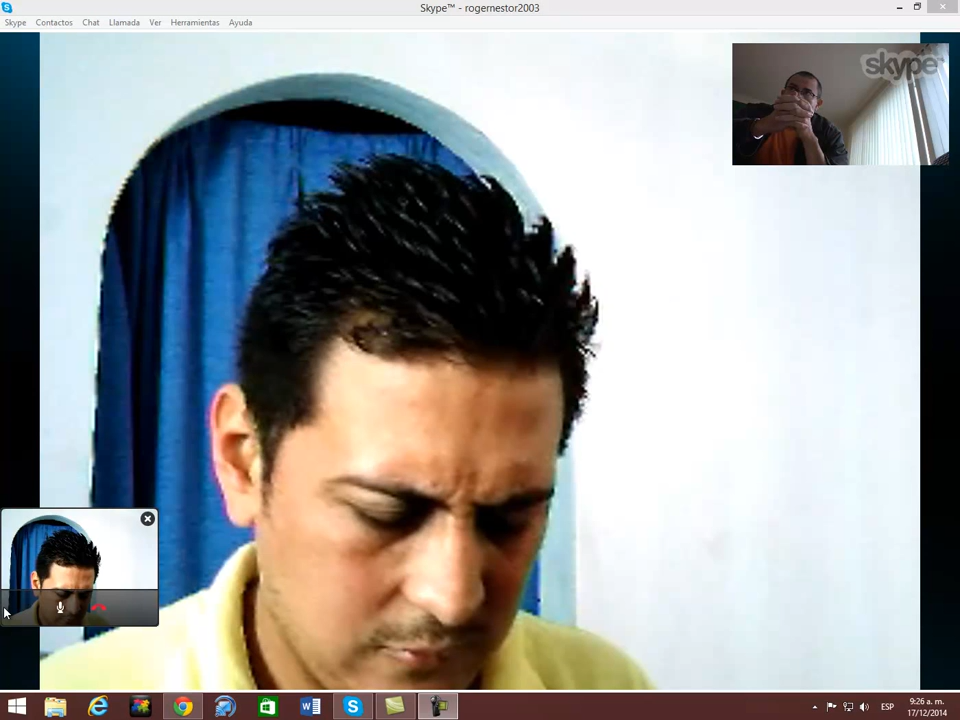 Skype™ - rogernestor2003
Skype Contactos Chat Llamada Ver Herramientas Ayuda
skype
ESP
9:26 a. m.
17/12/2014